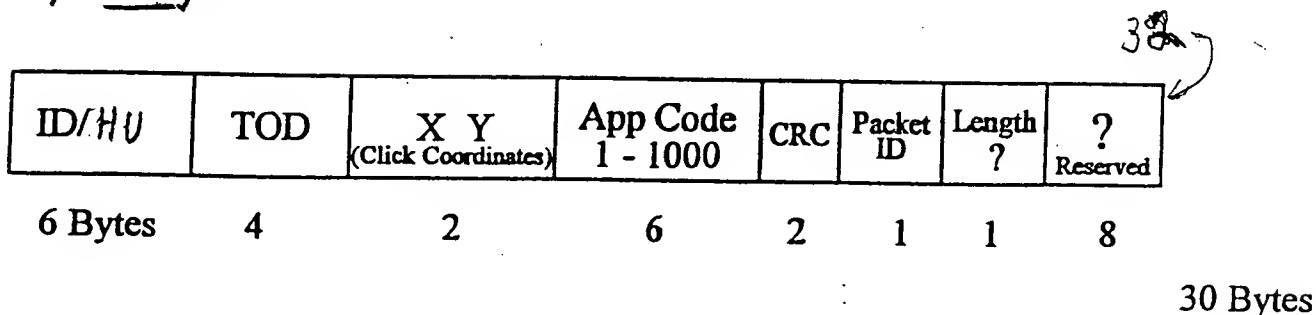 ID/HU TOD X Y App Code CRC Packet Length ?
(Click Coordinates) 1 - 1000 ID ? Reserved
6 Bytes 4 2 6 2 1 1 8
30 Bytes